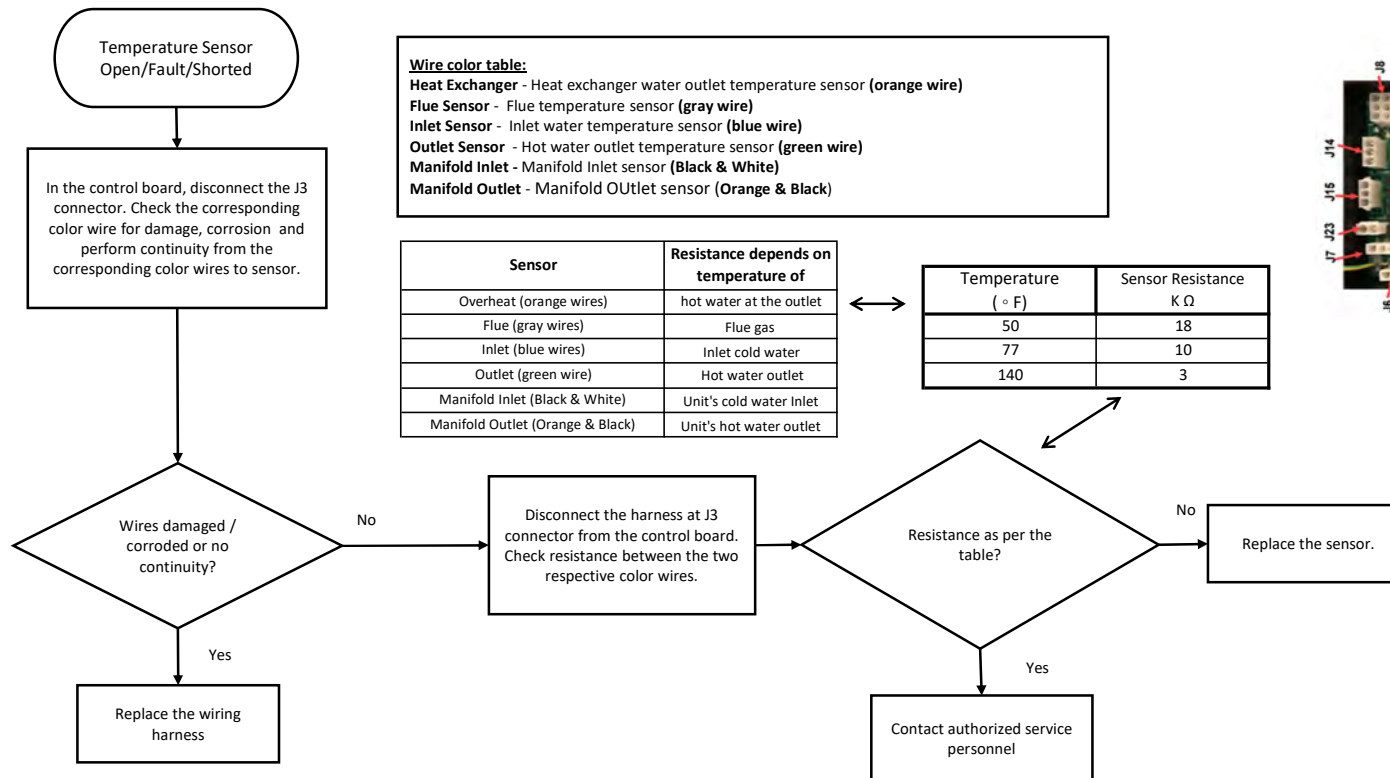 Temperature Sensor
Open/Fault/Shorted
Wire color table:
Heat Exchanger - Heat exchanger water outlet temperature sensor (orange wire)
Flue Sensor - Flue temperature sensor (gray wire)
Inlet Sensor - Inlet water temperature sensor (blue wire)
Outlet Sensor - Hot water outlet temperature sensor (green wire)
Manifold Inlet - Manifold Inlet sensor (Black & White)
Manifold Outlet - Manifold OUtlet sensor (Orange & Black)
J8
J14
J15
J23
J7
J6
In the control board, disconnect the J3
connector. Check the corresponding
color wire for damage, corrosion and
perform continuity from the
corresponding color wires to sensor.
Sensor
Resistance depends on
temperature of
Overheat (orange wires) hot water at the outlet
Flue (gray wires) Flue gas
Inlet (blue wires) Inlet cold water
Outlet (green wire) Hot water outlet
Manifold Inlet (Black & White) Unit's cold water Inlet
Manifold Outlet (Orange & Black) Unit's hot water outlet
Temperature Sensor Resistance
( ∘ F) K Ω
50 18
77 10
140 3
Wires damaged /
corroded or no
continuity?
No
Disconnect the harness at J3
connector from the control board.
Check resistance between the two
respective color wires.
Resistance as per the
table?
No
Replace the sensor.
Yes
Replace the wiring
harness
Yes
Contact authorized service
personnel